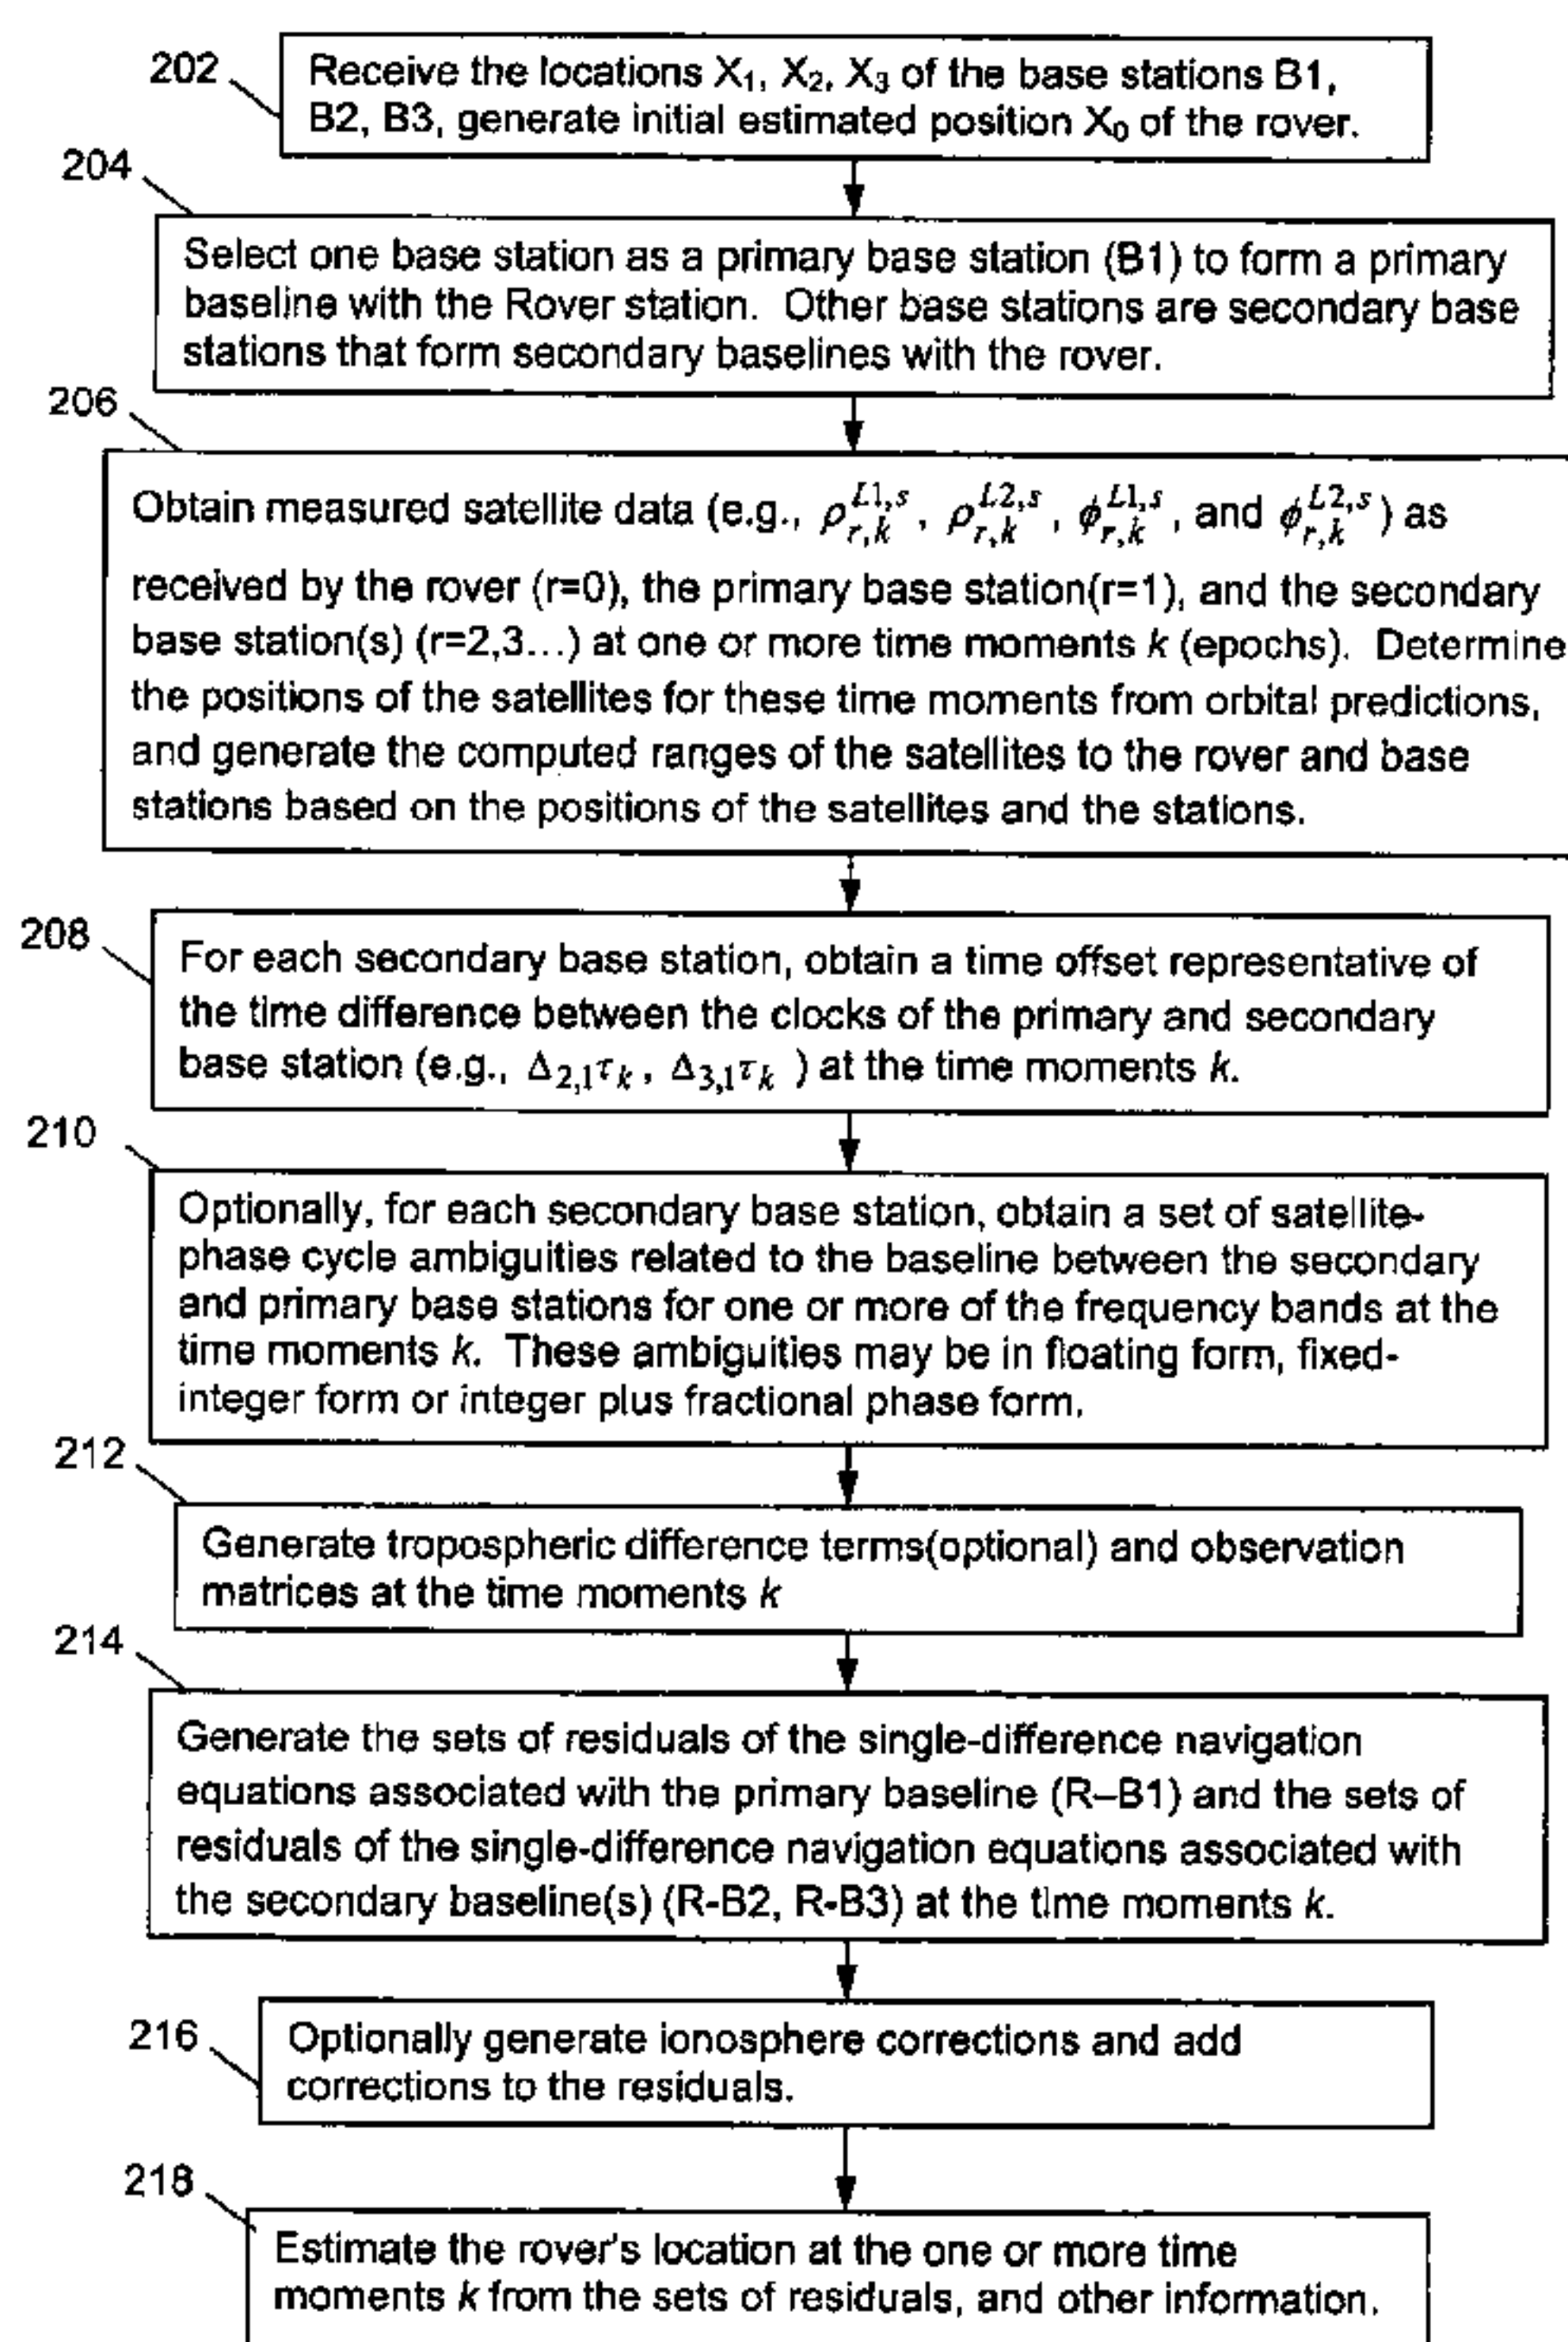 202
Receive the locations X₁, X₂, X₃ of the base stations B1,
B2, B3, generate initial estimated position X₀ of the rover.
204
Select one base station as a primary base station (B1) to form a primary
baseline with the Rover station. Other base stations are secondary base
stations that form secondary baselines with the rover.
206
Obtain measured satellite data (e.g., ρ_{r,k}^{L1,s}, ρ_{r,k}^{L2,s}, ϕ_{r,k}^{L1,s}, and ϕ_{r,k}^{L2,s}) as
received by the rover (r=0), the primary base station(r=1), and the secondary
base station(s) (r=2,3...) at one or more time moments k (epochs). Determine
the positions of the satellites for these time moments from orbital predictions,
and generate the computed ranges of the satellites to the rover and base
stations based on the positions of the satellites and the stations.
208
For each secondary base station, obtain a time offset representative of
the time difference between the clocks of the primary and secondary
base station (e.g., Δ_{2,1}τ_k, Δ_{3,1}τ_k ) at the time moments k.
210
Optionally, for each secondary base station, obtain a set of satellite-
phase cycle ambiguities related to the baseline between the secondary
and primary base stations for one or more of the frequency bands at the
time moments k. These ambiguities may be in floating form, fixed-
integer form or integer plus fractional phase form.
212
Generate tropospheric difference terms(optional) and observation
matrices at the time moments k
214
Generate the sets of residuals of the single-difference navigation
equations associated with the primary baseline (R–B1) and the sets of
residuals of the single-difference navigation equations associated with
the secondary baseline(s) (R-B2, R-B3) at the time moments k.
216
Optionally generate ionosphere corrections and add
corrections to the residuals.
218
Estimate the rover's location at the one or more time
moments k from the sets of residuals, and other information.